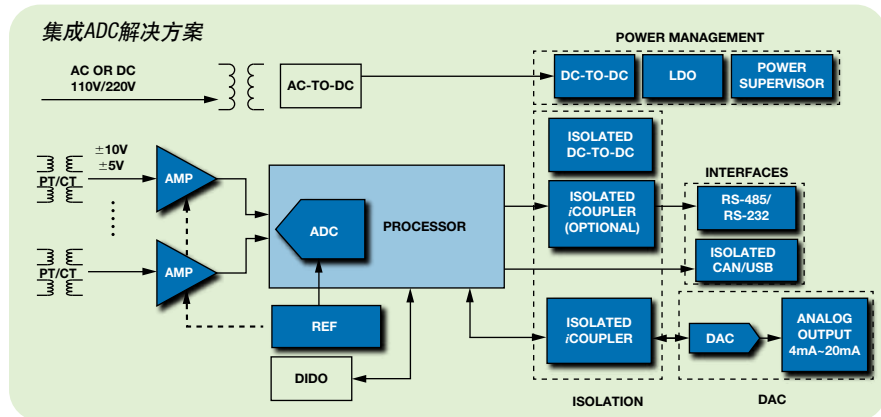 集成ADC解决方案
POWER MANAGEMENT
AC OR DC
110V/220V
AC-TO-DC
DC-TO-DC
LDO
POWER
SUPERVISOR
±10V
±5V
PT/CT
AMP
PT/CT
AMP
ADC
PROCESSOR
REF
DIDO
ISOLATED
DC-TO-DC
ISOLATED
iCOUPLER
(OPTIONAL)
ISOLATED
iCOUPLER
ISOLATION
INTERFACES
RS-485/
RS-232
ISOLATED
CAN/USB
DAC
ANALOG
OUTPUT
4mA~20mA
DAC